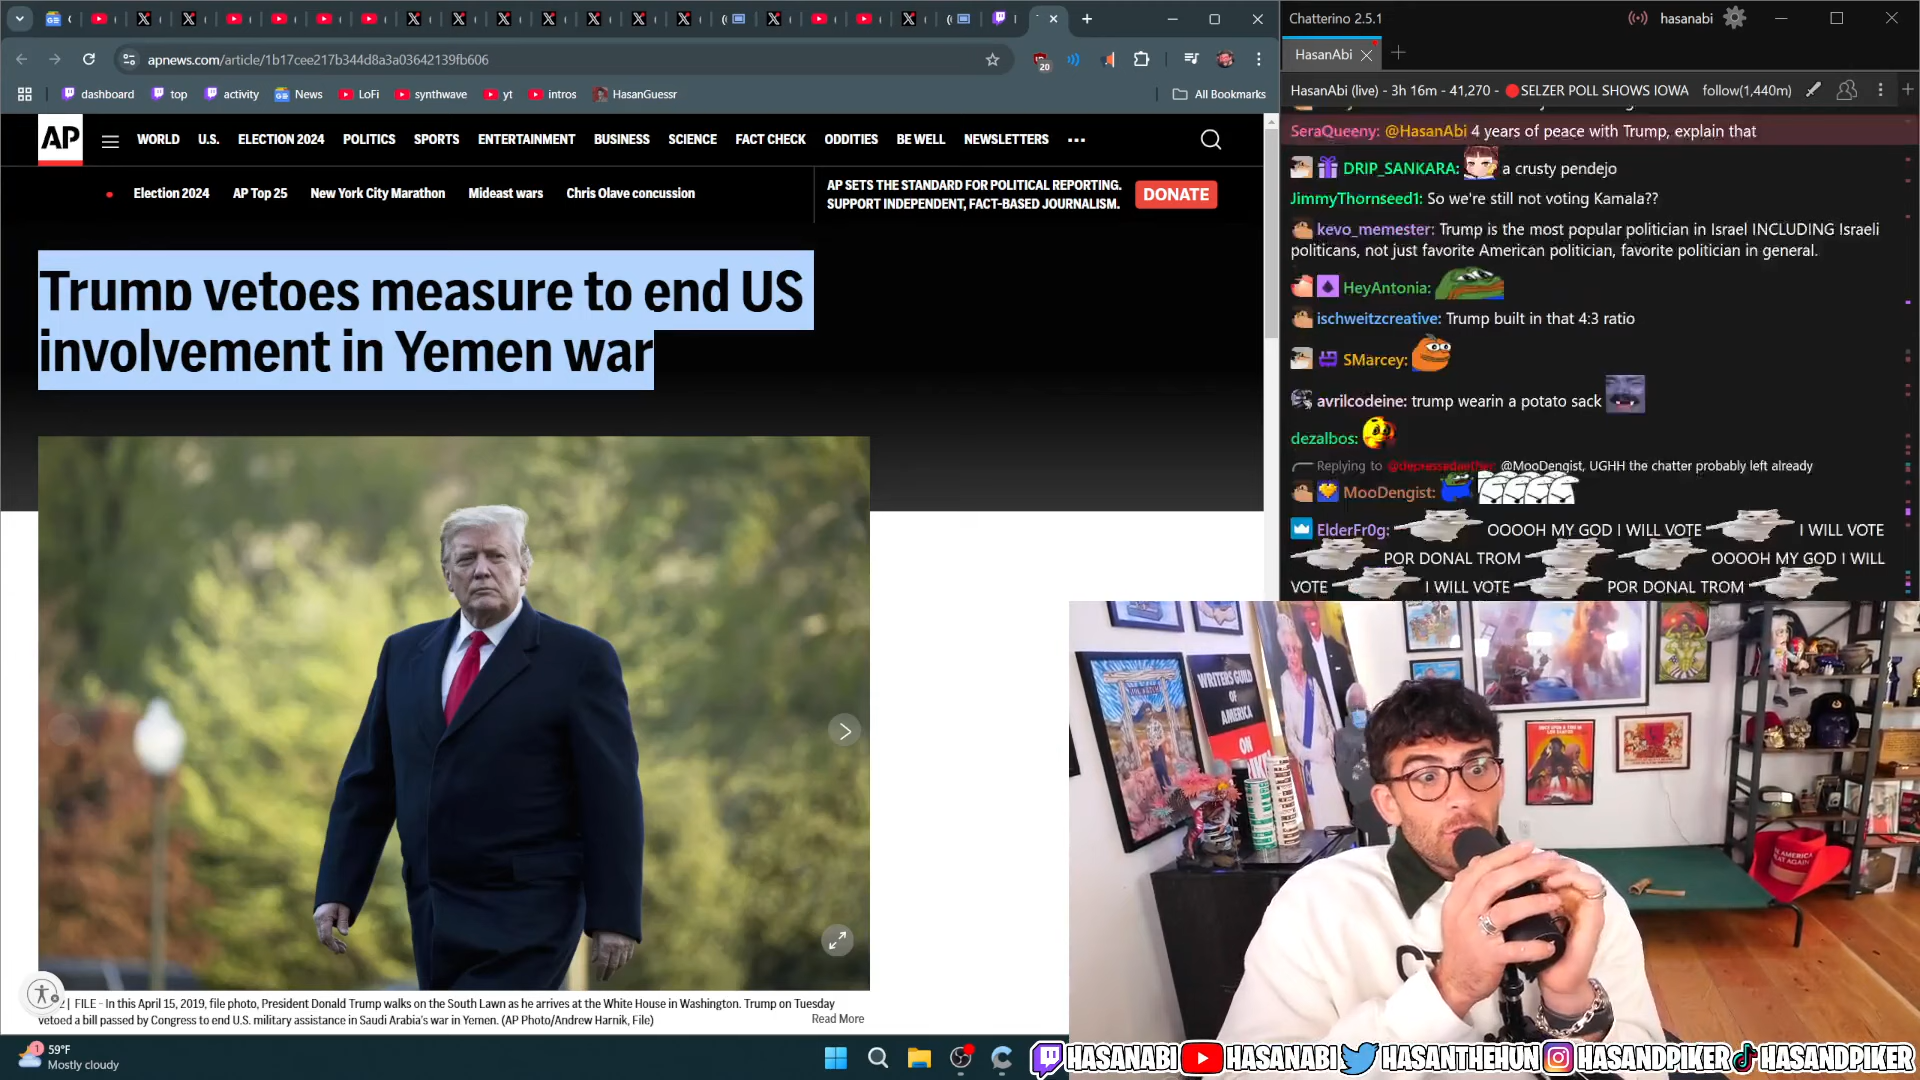 apnews.com/article/1b17cee217b344d8a3a03642139fb606
20
dashboard top activity News LoFi synthwave yt intros HasanGuessr All Bookmarks
AP WORLD U.S. ELECTION 2024 POLITICS SPORTS ENTERTAINMENT BUSINESS SCIENCE FACT CHECK ODDITIES BE WELL NEWSLETTERS
Election 2024 AP Top 25 New York City Marathon Mideast wars Chris Olave concussion
AP SETS THE STANDARD FOR POLITICAL REPORTING.
SUPPORT INDEPENDENT, FACT-BASED JOURNALISM.
DONATE
Trump vetoes measure to end US
involvement in Yemen war
FILE - In this April 15, 2019, file photo, President Donald Trump walks on the South Lawn as he arrives at the White House in Washington. Trump on Tuesday
vetoed a bill passed by Congress to end U.S. military assistance in Saudi Arabia's war in Yemen. (AP Photo/Andrew Harnik, File)
Read More
Chatterino 2.5.1 hasanabi
HasanAbi
HasanAbi (live) - 3h 16m - 41,270 - SELZER POLL SHOWS IOWA follow(1,440m)
SeraQueeny: @HasanAbi 4 years of peace with Trump, explain that
DRIP_SANKARA: a crusty pendejo
JimmyThornseed1: So we're still not voting Kamala??
kevo_memester: Trump is the most popular politician in Israel INCLUDING Israeli
politicians, not just favorite American politician, favorite politician in general.
HeyAntonia:
ischweitzcreative: Trump built in that 4:3 ratio
SMarcey:
avrilcodeine: trump wearin a potato sack
dezalbos:
Replying to @MooDengist, UGHH the chatter probably left already
MooDengist:
ElderFr0g: OOOOH MY GOD I WILL VOTE I WILL VOTE
POR DONAL TROM OOOOH MY GOD I WILL
VOTE I WILL VOTE POR DONAL TROM
WRITERS GUILD
OF
AMERICA
ON
1
59°F
Mostly cloudy
HASANABI HASANABI HASANTHEHUN HASANDPIKER HASANDPIKER